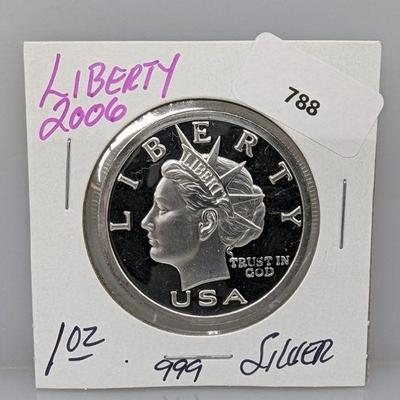 LIBERTY
2006
788
LIBERTY
LIBERTY
TRUST IN
GOD
USA
1 OZ .999 SILVER